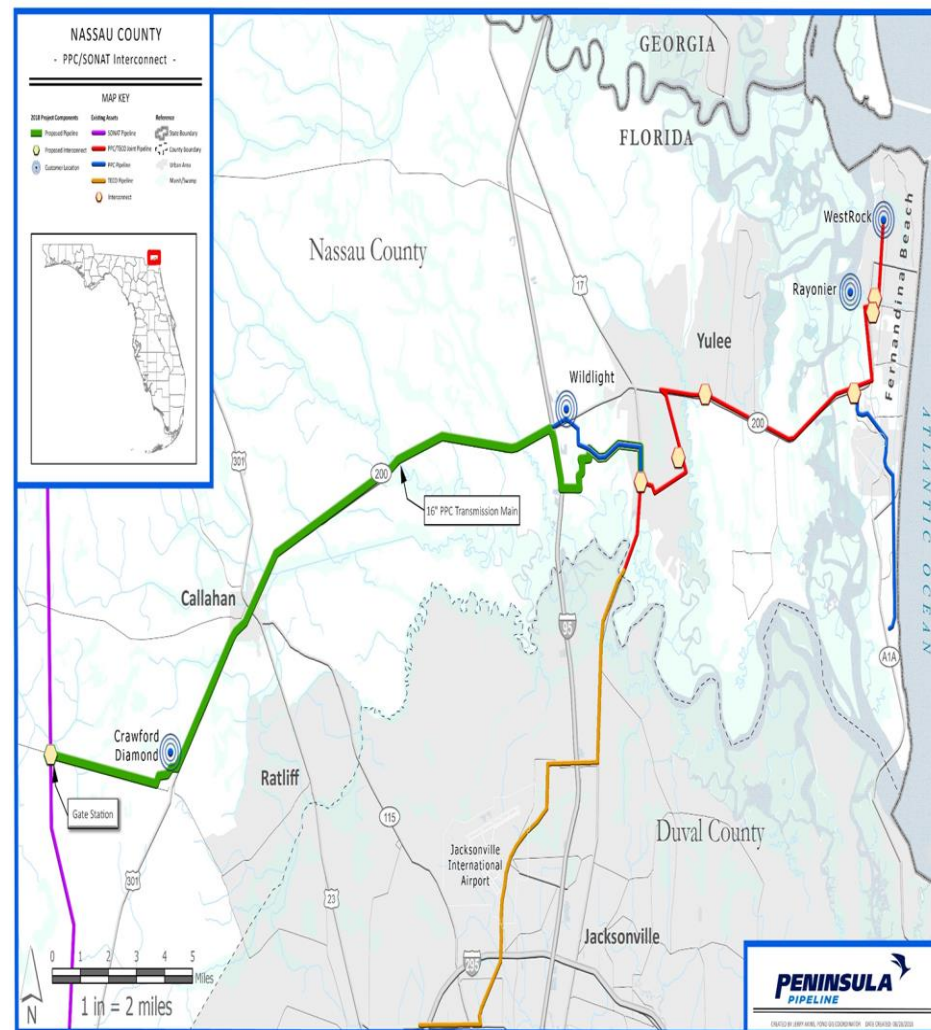 NASSAU COUNTY
- PPC/SONAT Interconnect -
MAP KEY
2018 Project Components
Existing Assets
Reference
Proposed Pipeline
SONAT Pipeline
State Boundary
Proposed Interconnect
PPC/TECO Joint Pipeline
County Boundary
Customer Location
PPC Pipeline
Urban Area
TECO Pipeline
Marsh/Swamp
Interconnect
GEORGIA
FLORIDA
Nassau County
17
WestRock
Rayonier
Fernandina Beach
Yulee
Wildlight
200
301
200
16" PPC Transmission Main
ATLANTIC OCEAN
Callahan
95
A1A
Crawford
Diamond
Gate Station
Ratliff
115
Duval County
Jacksonville
International
Airport
301
23
Jacksonville
295
0 1 2 3 4 5
Miles
1 in = 2 miles
N
PENINSULA
PIPELINE